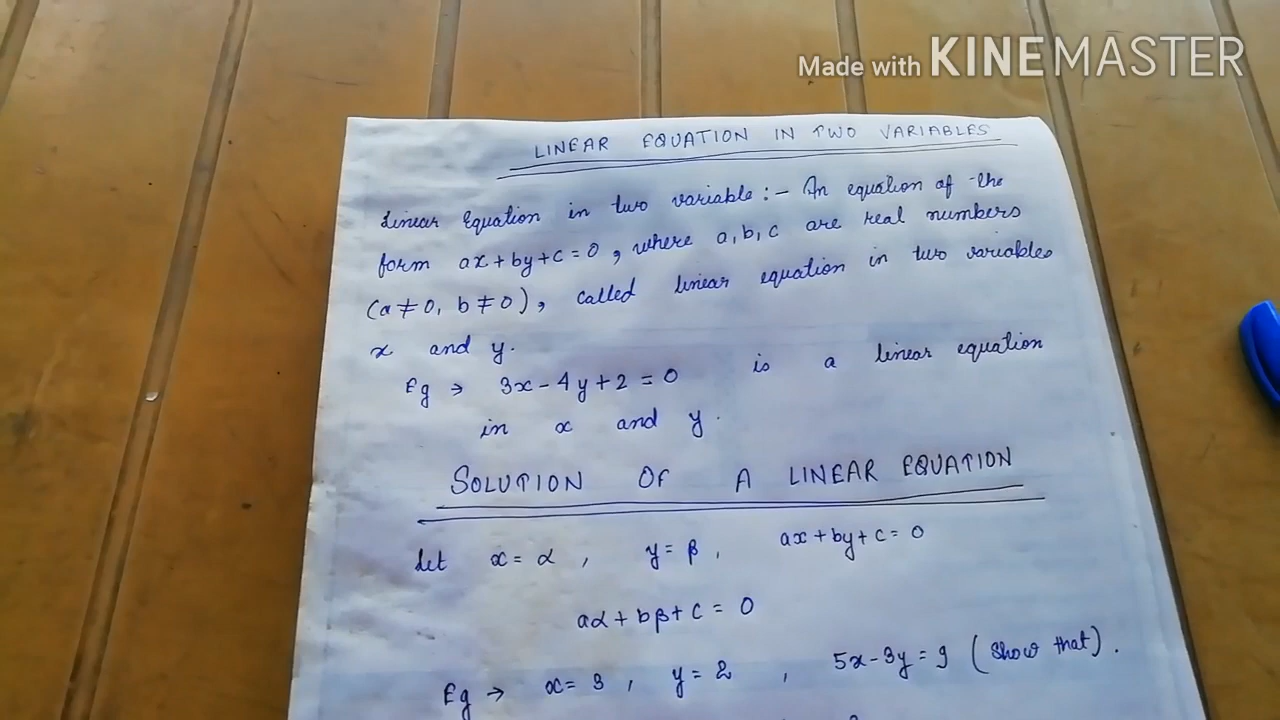 Made with KINEMASTER
LINEAR EQUATION IN TWO VARIABLES
Linear Equation in two variable :- An equation of the
form ax+by+c=0, where a,b,c are real numbers
(a≠0, b≠0), called linear equation in two variables
x and y.
Eg → 3x-4y+2=0 is a linear equation
in x and y.
SOLUTION OF A LINEAR EQUATION
Let x=α, y=β, ax+by+c=0
aα+bβ+c=0
Eg → x=3, y=2, 5x-3y=9 (Show that).